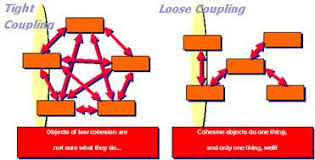 Tight
Coupling
Loose Coupling
Objects of low cohesion are
not sure what they do...
Cohesive objects do one thing,
and only one thing, well!